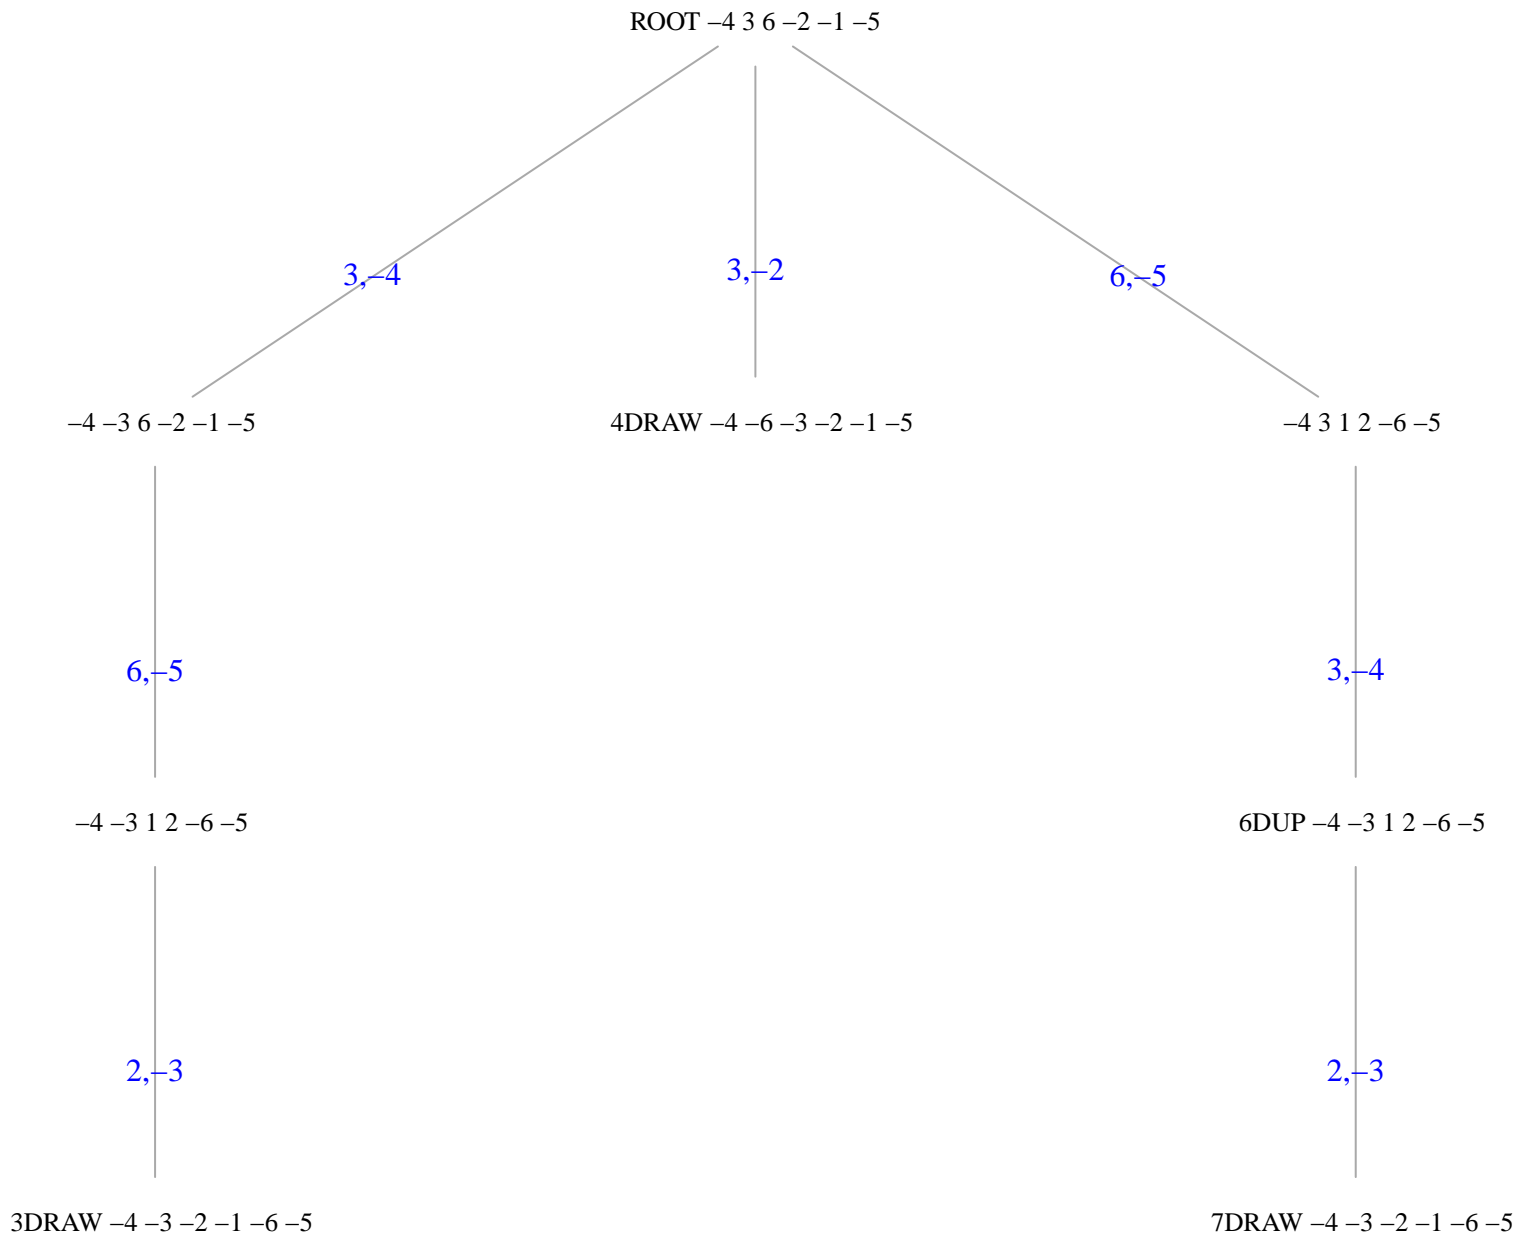 ROOT –4 3 6 –2 –1 –5
3,–4
3,–2
6,–5
–4 –3 6 –2 –1 –5
4DRAW –4 –6 –3 –2 –1 –5
–4 3 1 2 –6 –5
6,–5
3,–4
–4 –3 1 2 –6 –5
6DUP –4 –3 1 2 –6 –5
2,–3
2,–3
3DRAW –4 –3 –2 –1 –6 –5
7DRAW –4 –3 –2 –1 –6 –5